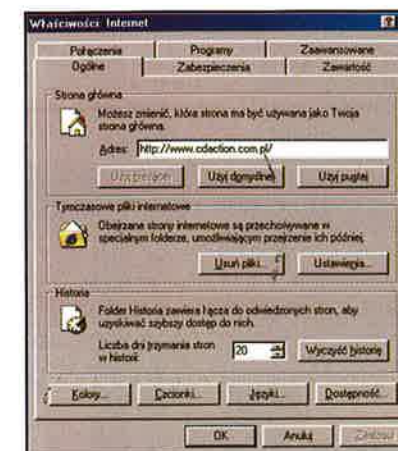 Właściwości: Internet
Połączenia Programy Zaawansowane
Ogólne Zabezpieczenia Zawartość
Strona główna
Możesz zmienić, która strona ma być używana jako Twoja
strona główna.
Adres: http://www.cdaction.com.pl/
Użyj bieżącej Użyj domyślnej Użyj pustej
Tymczasowe pliki internetowe
Obejrzane strony internetowe są przechowywane w
specjalnym folderze, umożliwiającym przejrzenie ich później.
Usuń pliki... Ustawienia...
Historia
Folder Historia zawiera łącza do odwiedzonych stron, aby
uzyskiwać szybszy dostęp do nich.
Liczba dni trzymania stron
w historii: 20 Wyczyść historię
Kolory... Czcionki... Języki... Dostępność...
OK Anuluj Zastosuj